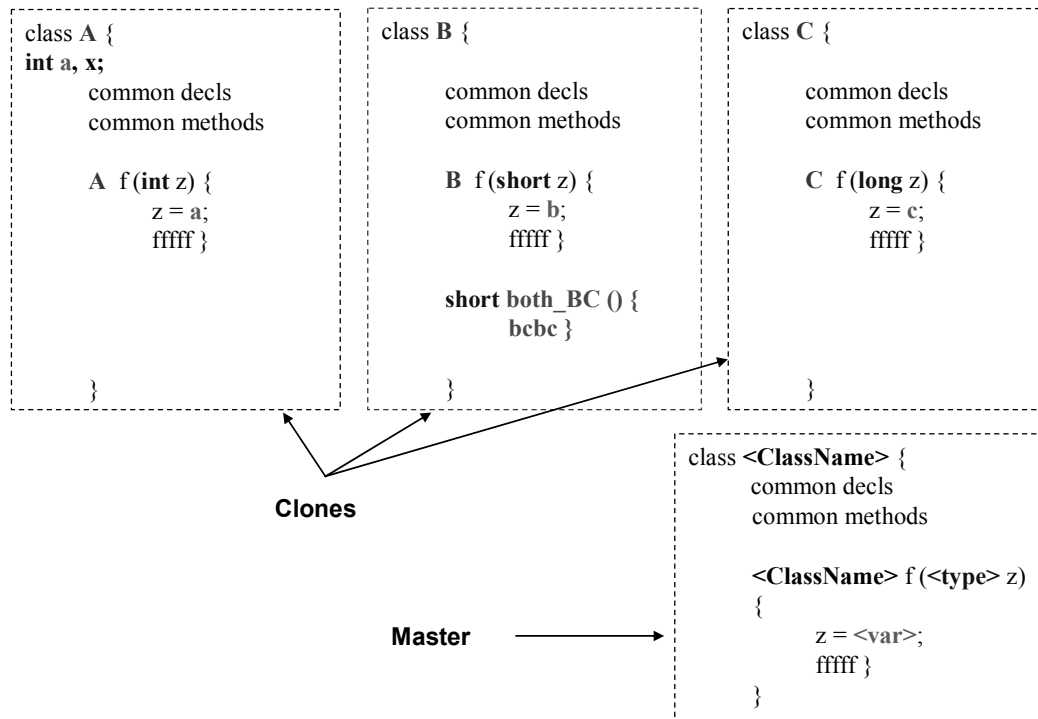 class A {
int a, x;
common decls
common methods
A f (int z) {
z = a;
fffff }
}
class B {
common decls
common methods
B f (short z) {
z = b;
fffff }
short both_BC () {
bcbc }
}
class C {
common decls
common methods
C f (long z) {
z = c;
fffff }
}
Clones
class <ClassName> {
common decls
common methods
<ClassName> f (<type> z)
{
z = <var>;
fffff }
}
Master